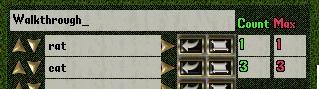 Walkthrough_ Count Max
rat 1 1
cat 3 3